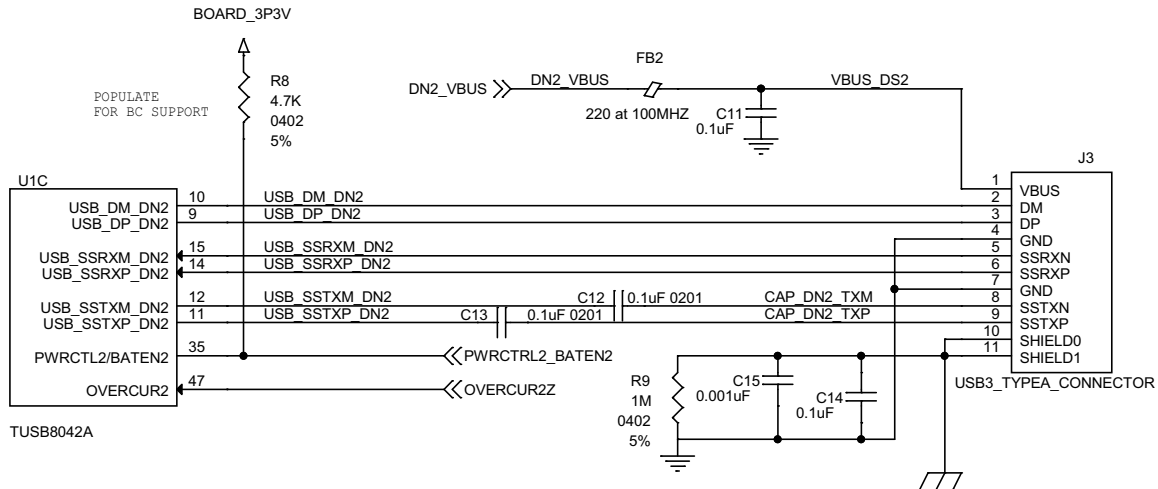 BOARD_3P3V
R8
4.7K
0402
5%
POPULATE
FOR BC SUPPORT
FB2
DN2_VBUS
DN2_VBUS
VBUS_DS2
220 at 100MHZ
C11
0.1uF
J3
U1C
USB_DM_DN2
10
USB_DM_DN2
1
VBUS
USB_DP_DN2
9
USB_DP_DN2
2
DM
3
DP
4
GND
USB_SSRXM_DN2
15
USB_SSRXM_DN2
5
SSRXN
USB_SSRXP_DN2
14
USB_SSRXP_DN2
6
SSRXP
7
GND
USB_SSTXM_DN2
12
USB_SSTXM_DN2
C12
0.1uF 0201
CAP_DN2_TXM
8
SSTXN
USB_SSTXP_DN2
11
USB_SSTXP_DN2
C13
0.1uF 0201
CAP_DN2_TXP
9
SSTXP
10
SHIELD0
11
SHIELD1
PWRCTL2/BATEN2
35
PWRCTRL2_BATEN2
OVERCUR2
47
OVERCUR2Z
R9
1M
0402
5%
C15
0.001uF
C14
0.1uF
USB3_TYPEA_CONNECTOR
TUSB8042A